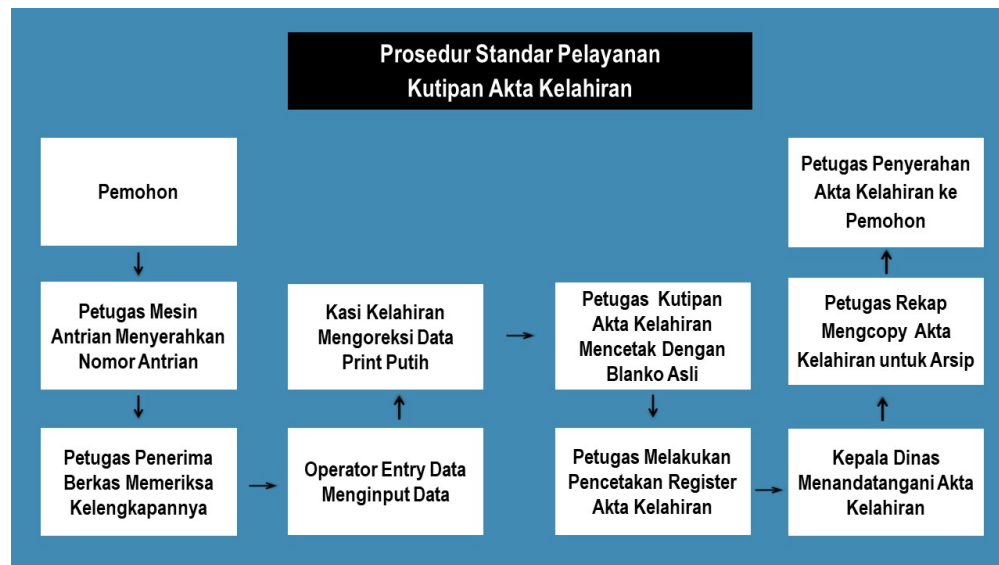 Prosedur Standar Pelayanan
Kutipan Akta Kelahiran
Pemohon
Petugas Mesin
Antrian Menyerahkan
Nomor Antrian
Petugas Penerima
Berkas Memeriksa
Kelengkapannya
Operator Entry Data
Menginput Data
Kasi Kelahiran
Mengoreksi Data
Print Putih
Petugas Kutipan
Akta Kelahiran
Mencetak Dengan
Blanko Asli
Petugas Melakukan
Pencetakan Register
Akta Kelahiran
Kepala Dinas
Menandatangani Akta
Kelahiran
Petugas Rekap
Mengcopy Akta
Kelahiran untuk Arsip
Petugas Penyerahan
Akta Kelahiran ke
Pemohon